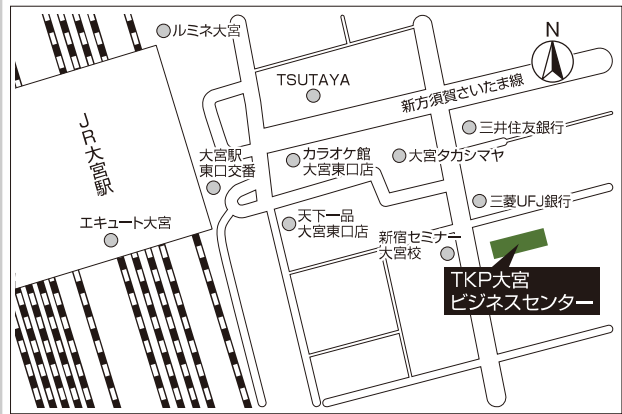 ルミネ大宮
N
TSUTAYA
新方須賀さいたま線
三井住友銀行
JR大宮駅
大宮駅
東口交番
カラオケ館
大宮東口店
大宮タカシマヤ
三菱UFJ銀行
エキュート大宮
天下一品
大宮東口店
新宿セミナー
大宮校
TKP大宮
ビジネスセンター